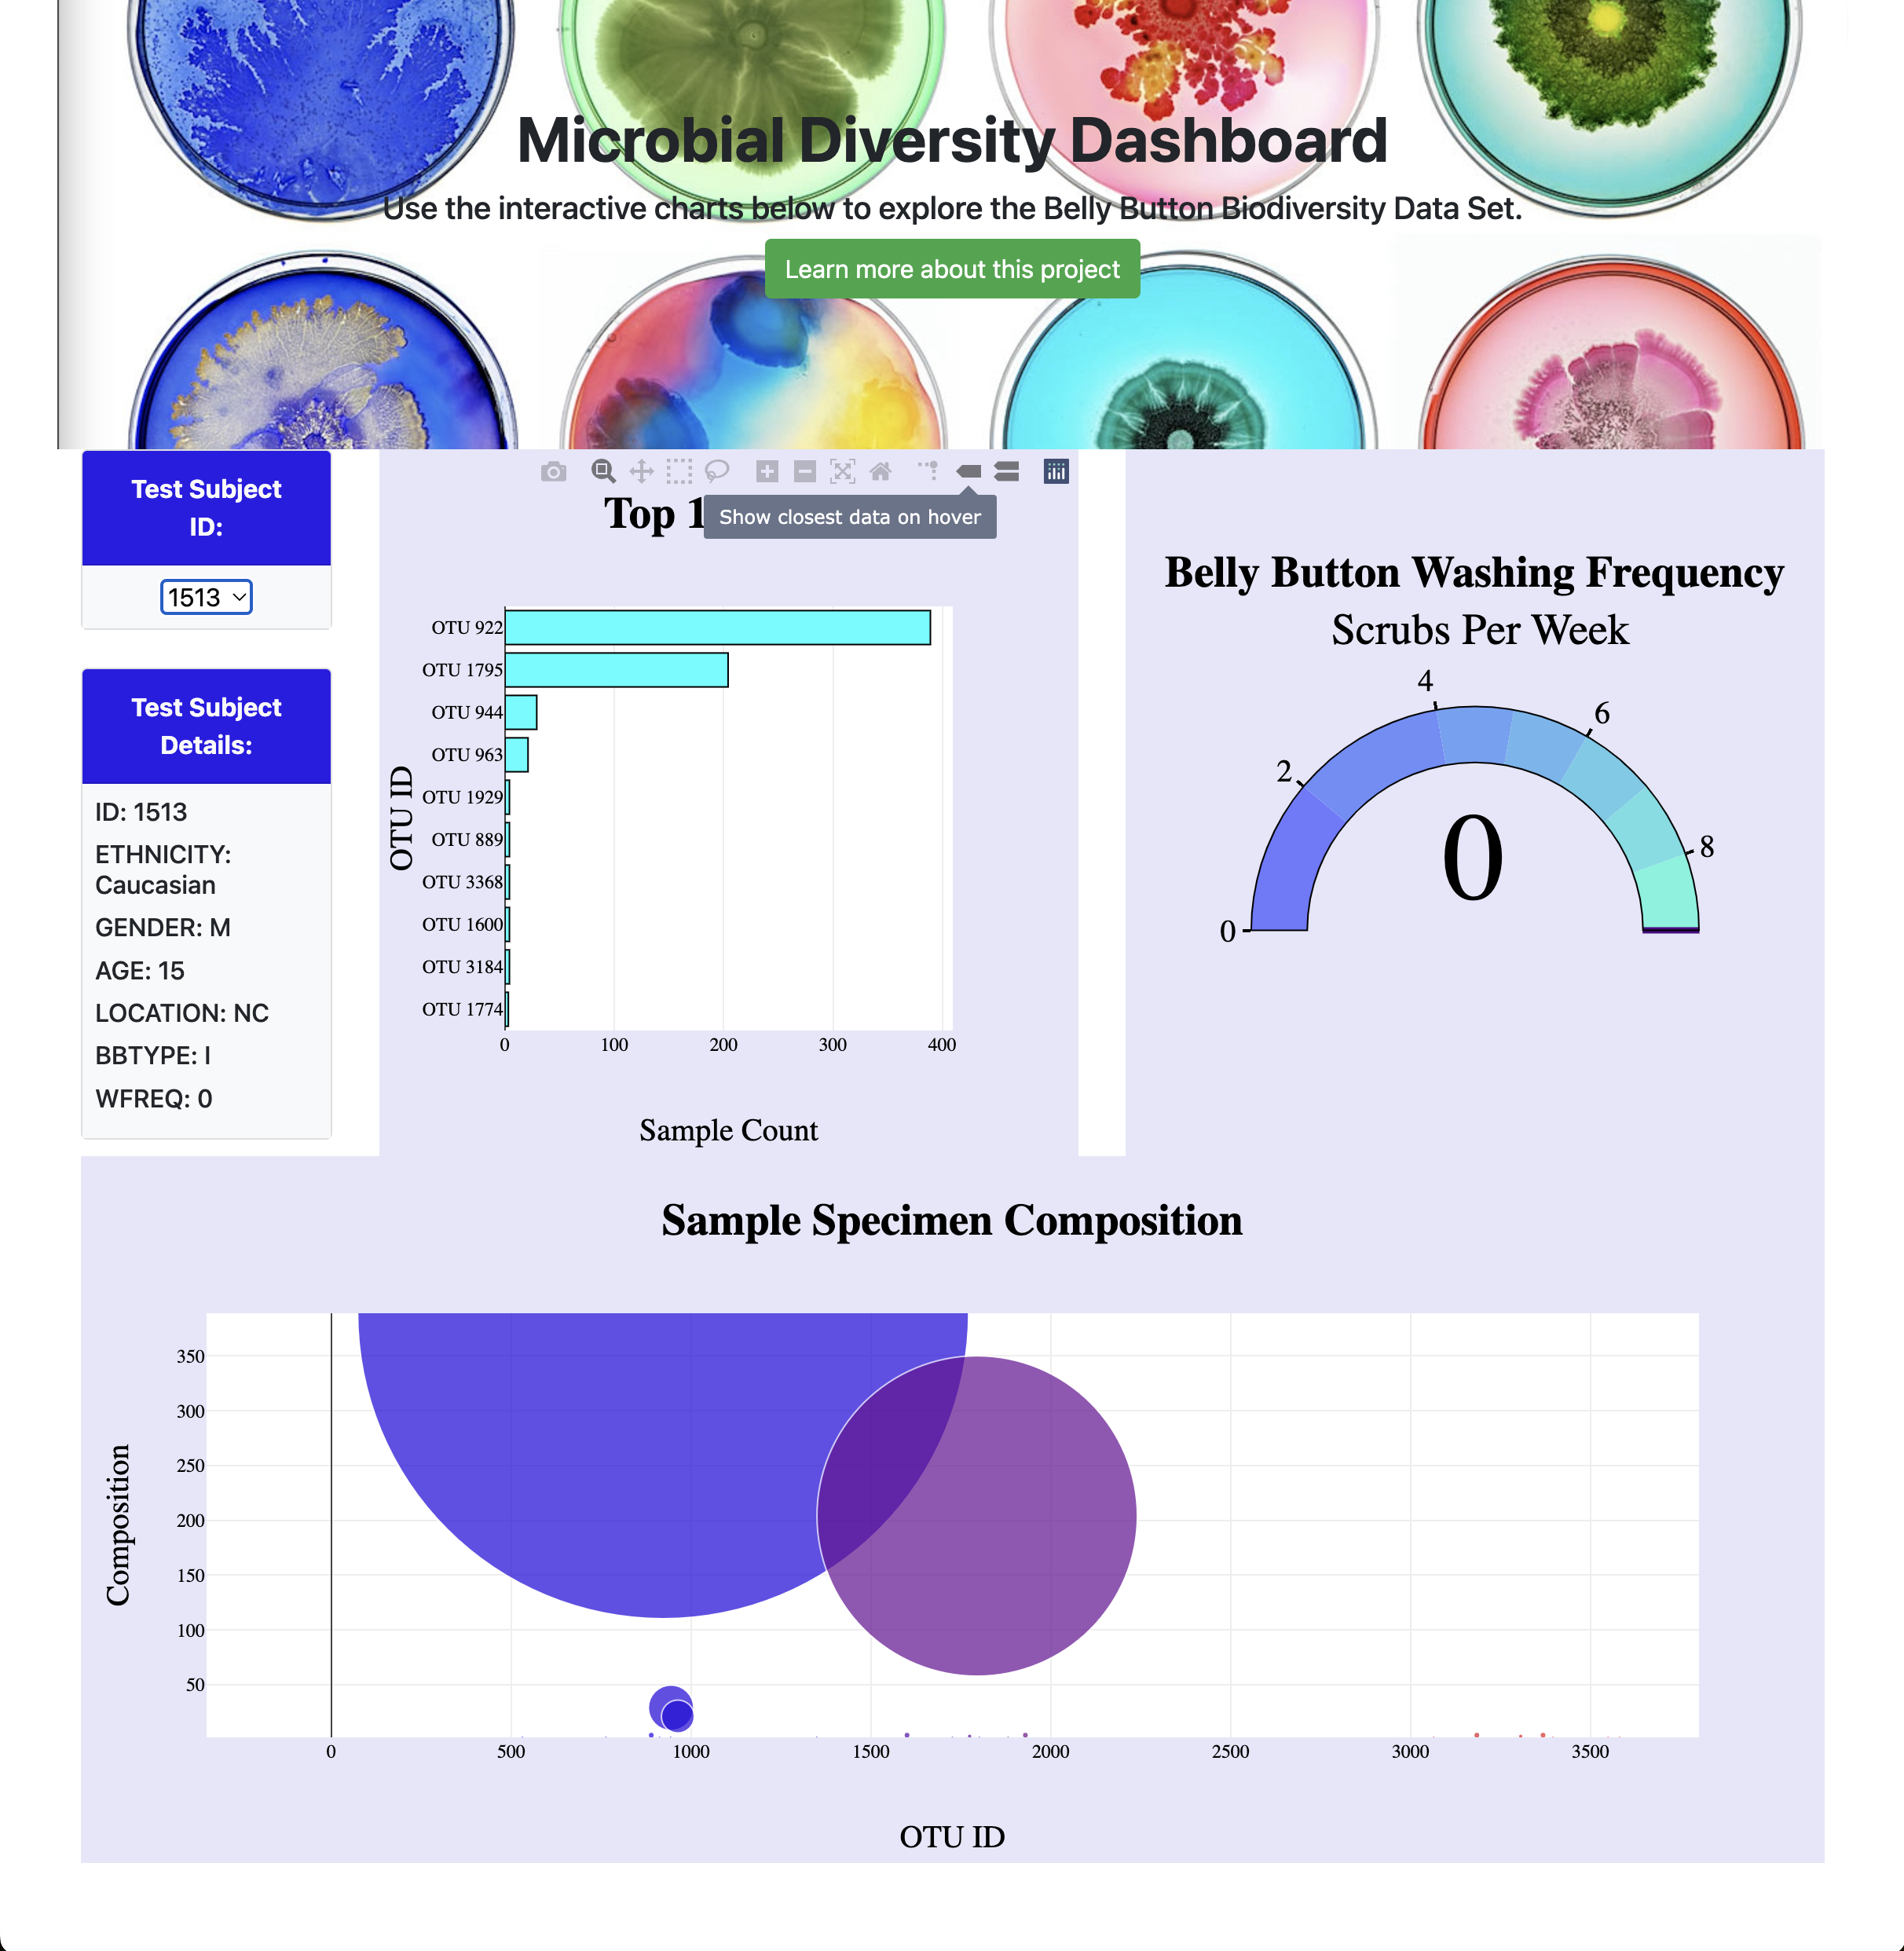 Microbial Diversity Dashboard
Use the interactive charts below to explore the Belly Button Biodiversity Data Set.
Learn more about this project
Test Subject
ID:
1513
Test Subject
Details:
ID: 1513
ETHNICITY:
Caucasian
GENDER: M
AGE: 15
LOCATION: NC
BBTYPE: I
WFREQ: 0
Top 1
Show closest data on hover
OTU ID
OTU 922
OTU 1795
OTU 944
OTU 963
OTU 1929
OTU 889
OTU 3368
OTU 1600
OTU 3184
OTU 1774
0 100 200 300 400
Sample Count
Belly Button Washing Frequency
Scrubs Per Week
0
2
4
6
8
0
Sample Specimen Composition
Composition
350
300
250
200
150
100
50
0 500 1000 1500 2000 2500 3000 3500
OTU ID